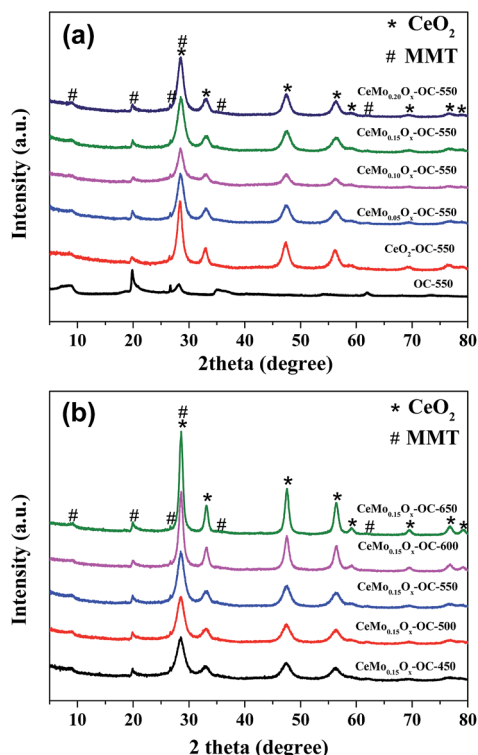 (a)
* CeO₂
# MMT
#
# # # * # * * * # * * *
CeMo₀.₂₀Oₓ-OC-550
CeMo₀.₁₅Oₓ-OC-550
CeMo₀.₁₀Oₓ-OC-550
CeMo₀.₀₅Oₓ-OC-550
CeO₂-OC-550
OC-550
Intensity (a.u.)
10 20 30 40 50 60 70 80
2theta (degree)
(b)
* CeO₂
# MMT
#
# # # * * # * * * # * * *
CeMo₀.₁₅Oₓ-OC-650
CeMo₀.₁₅Oₓ-OC-600
CeMo₀.₁₅Oₓ-OC-550
CeMo₀.₁₅Oₓ-OC-500
CeMo₀.₁₅Oₓ-OC-450
Intensity (a.u.)
10 20 30 40 50 60 70 80
2 theta (degree)